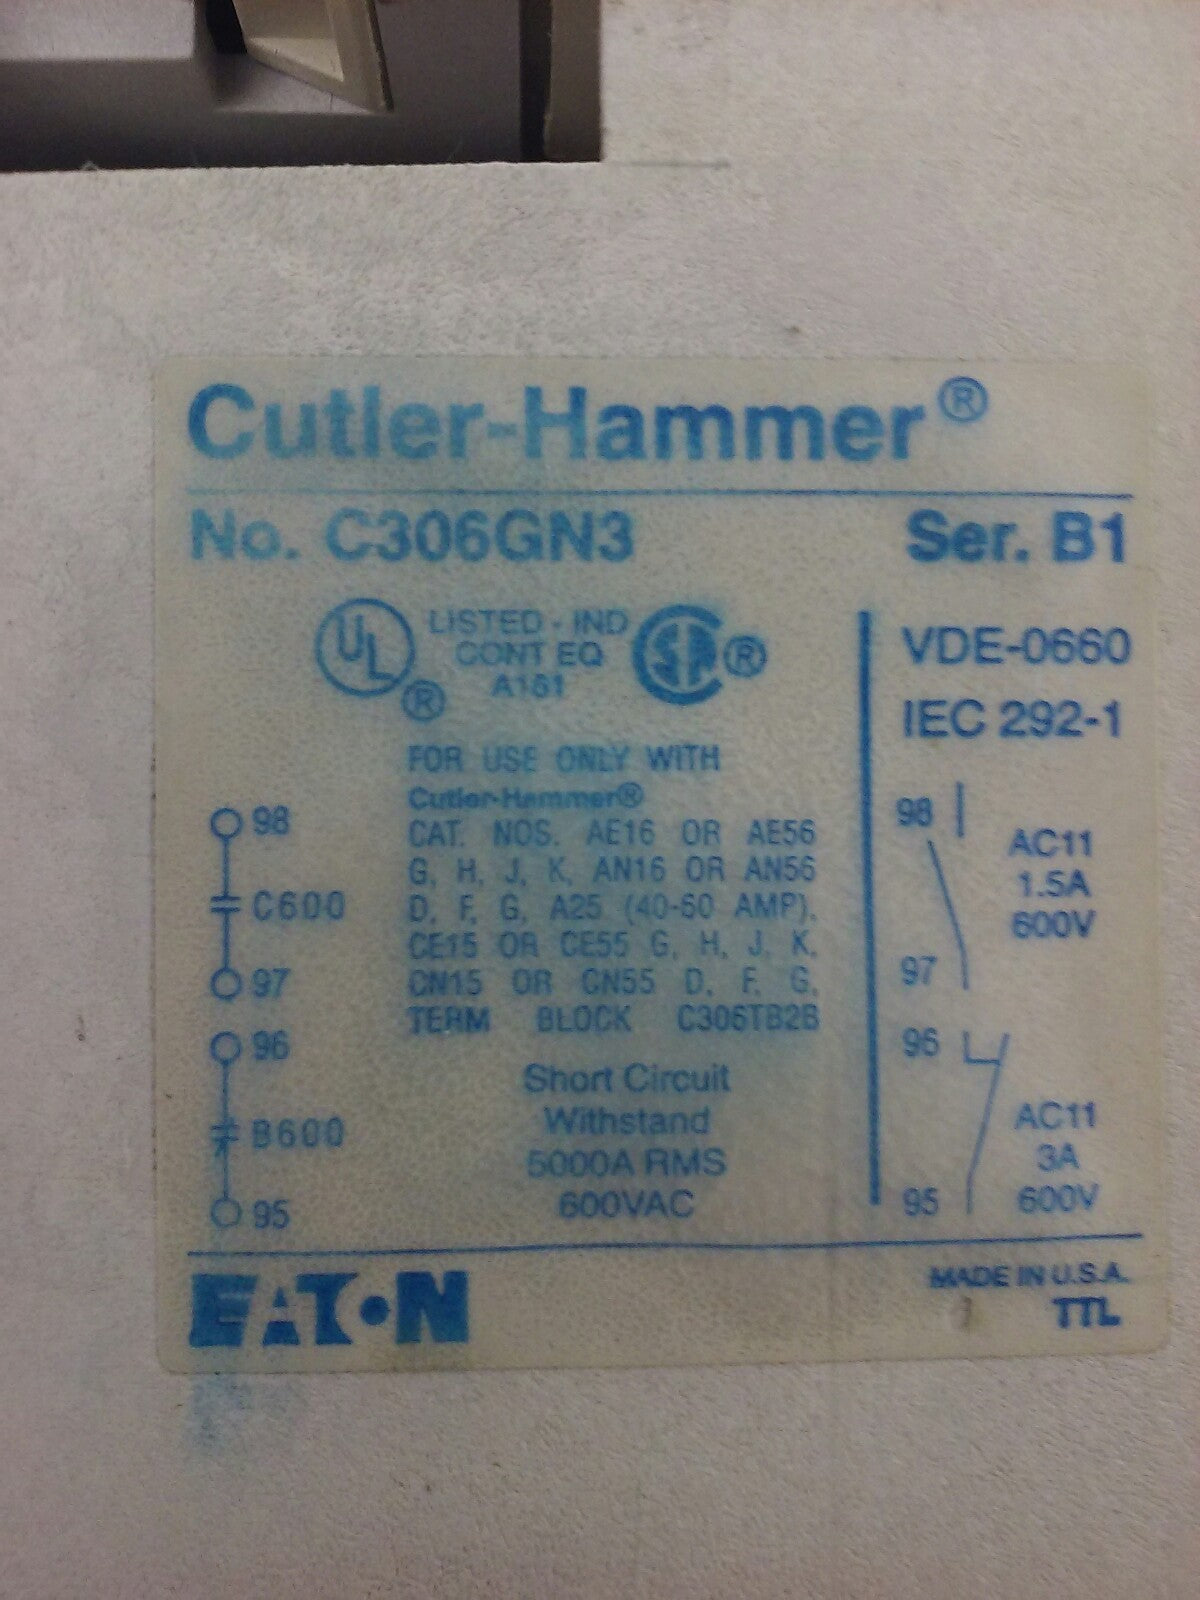 Cutler-Hammer®
No. C306GN3 Ser. B1
UL® LISTED - IND
CONT EQ
A161
SP®
VDE-0660
IEC 292-1
FOR USE ONLY WITH
Cutler-Hammer®
CAT. NOS. AE16 OR AE56
G, H, J, K, AN16 OR AN56
D, F, G, A25 (40-60 AMP),
CE15 OR CE55 G, H, J, K,
CN15 OR CN55 D, F, G,
TERM BLOCK C306TB2B
Short Circuit
Withstand
5000A RMS
600VAC
98
C600
97
96
B600
95
98
AC11
1.5A
600V
97
96
AC11
3A
600V
95
EATON
MADE IN U.S.A.
TTL